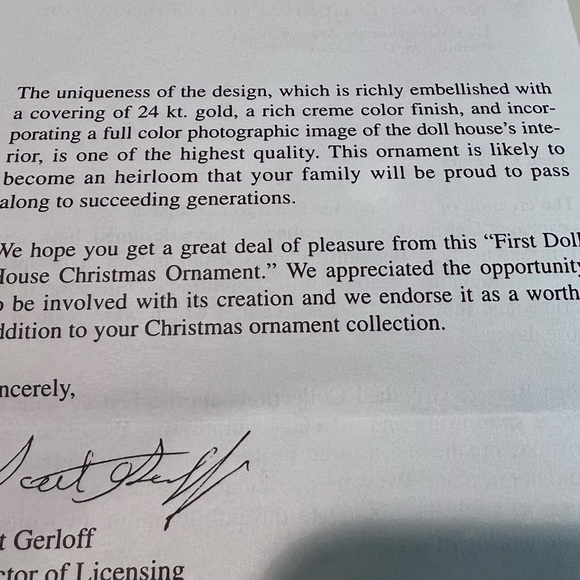 The uniqueness of the design, which is richly embellished with
a covering of 24 kt. gold, a rich creme color finish, and incor-
porating a full color photographic image of the doll house's inte-
rior, is one of the highest quality. This ornament is likely to
become an heirloom that your family will be proud to pass
along to succeeding generations.
We hope you get a great deal of pleasure from this “First Doll
House Christmas Ornament.” We appreciated the opportunity
be involved with its creation and we endorse it as a worth
ddition to your Christmas ornament collection.
ncerely,
t Gerloff
ctor of Licensing